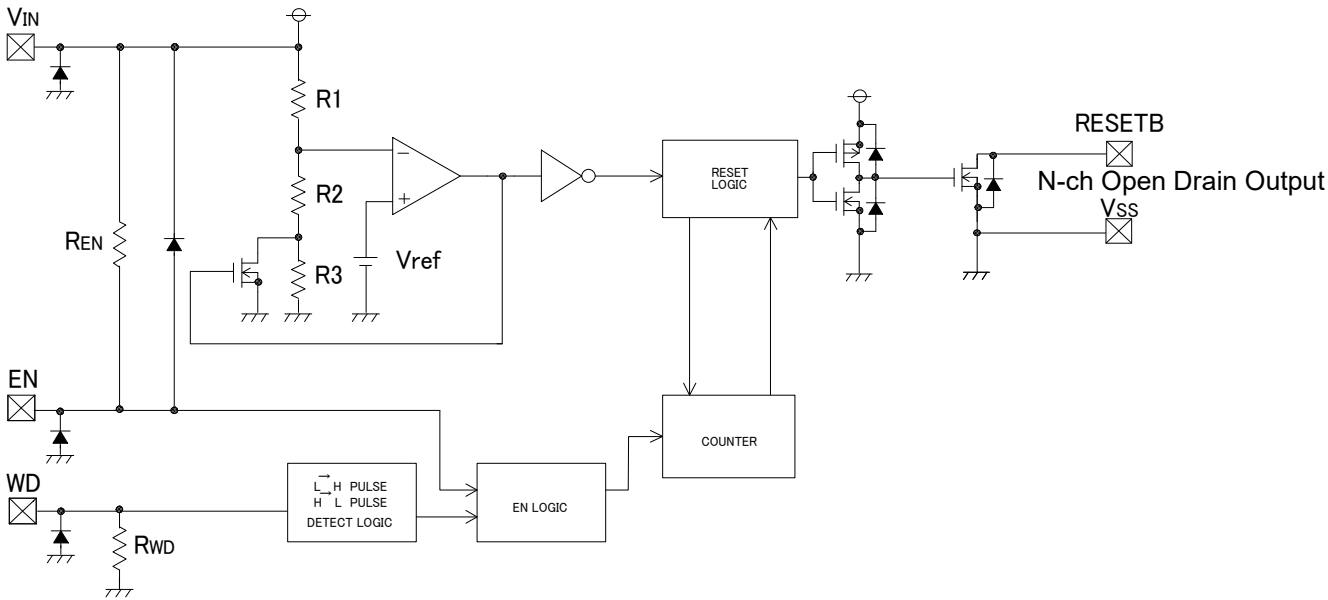 VIN
R1
RESETB
RESET
LOGIC
N-ch Open Drain Output
R2
VSS
REN
R3
Vref
EN
COUNTER
WD
L → H PULSE
H → L PULSE
DETECT LOGIC
EN LOGIC
RWD